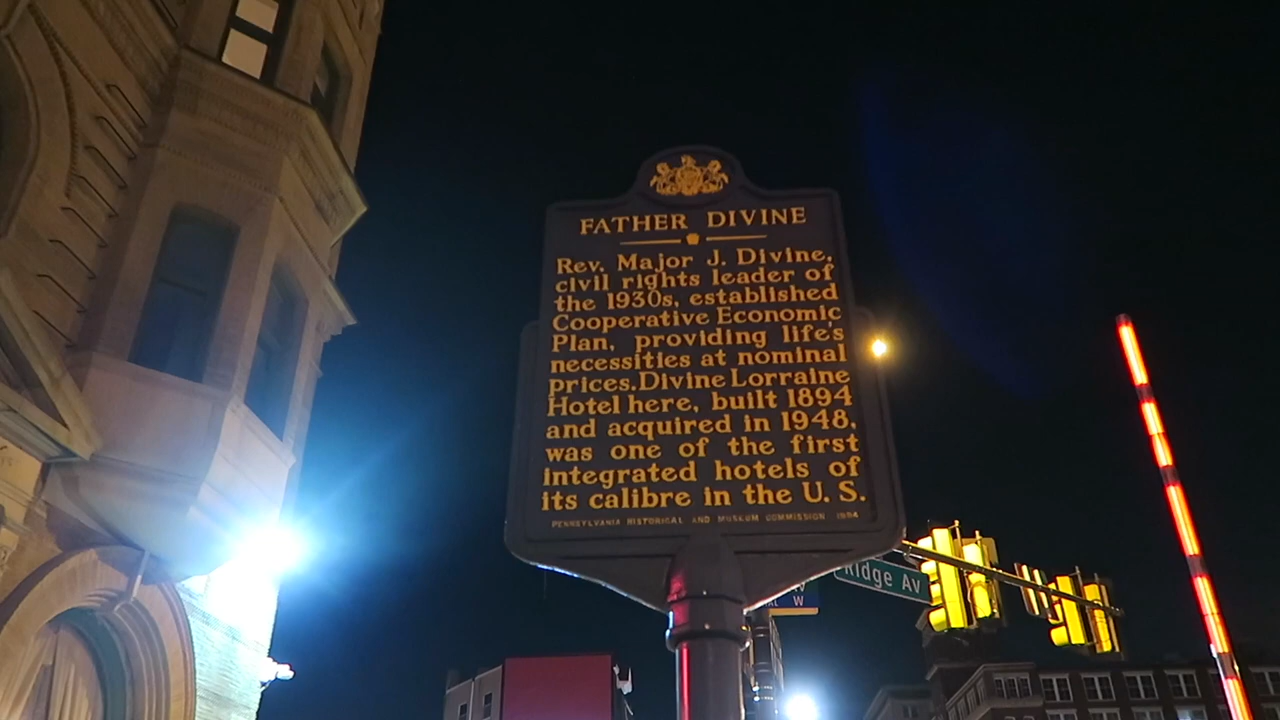 FATHER DIVINE
Rev. Major J. Divine,
civil rights leader of
the 1930s, established
Cooperative Economic
Plan, providing life's
necessities at nominal
prices. Divine Lorraine
Hotel here, built 1894
and acquired in 1948,
was one of the first
integrated hotels of
its calibre in the U. S.
PENNSYLVANIA HISTORICAL AND MUSEUM COMMISSION 1994
Ridge Av
W